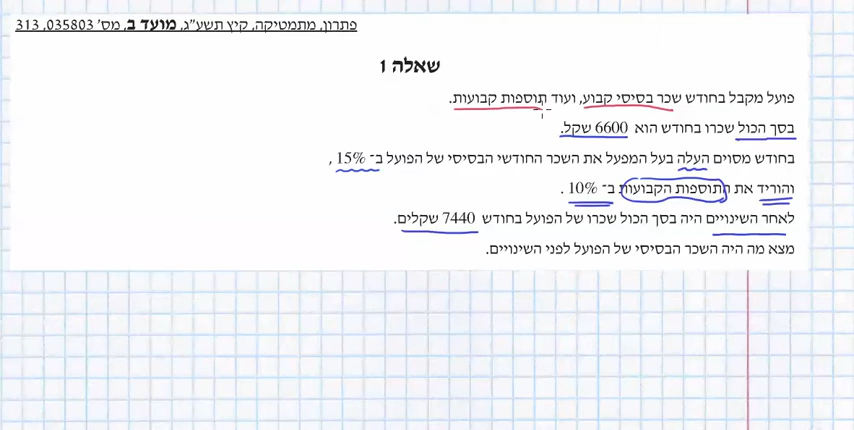 פתרון, מתמטיקה, קיץ תשע"ג, מועד ב, מס' 035803, 313
שאלה 1
פועל מקבל בחודש שכר בסיסי קבוע, ועוד תוספות קבועות.
בסך הכול שכרו בחודש הוא 6600 שקל.
בחודש מסוים העלה בעל המפעל את השכר החודשי הבסיסי של הפועל ב־ 15% ,
והוריד את התוספות הקבועות ב־ 10% .
לאחר השינויים היה בסך הכול שכרו של הפועל בחודש 7440 שקלים.
מצא מה היה השכר הבסיסי של הפועל לפני השינויים.